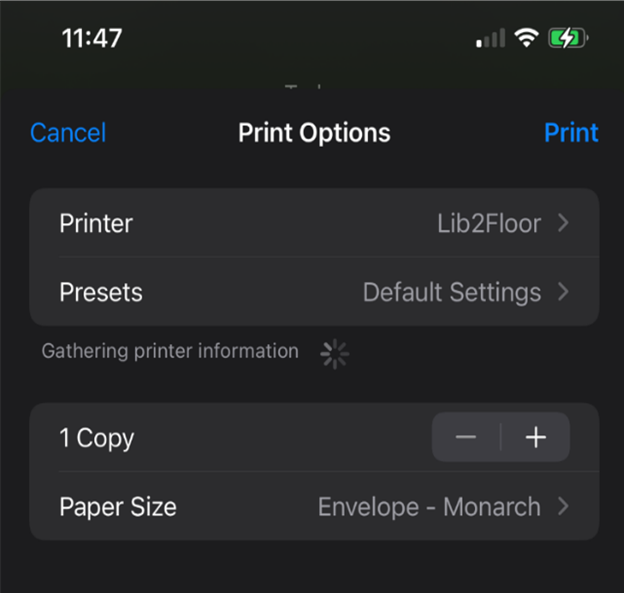 11:47
Cancel Print Options Print
Printer Lib2Floor
Presets Default Settings
Gathering printer information
1 Copy
Paper Size Envelope - Monarch